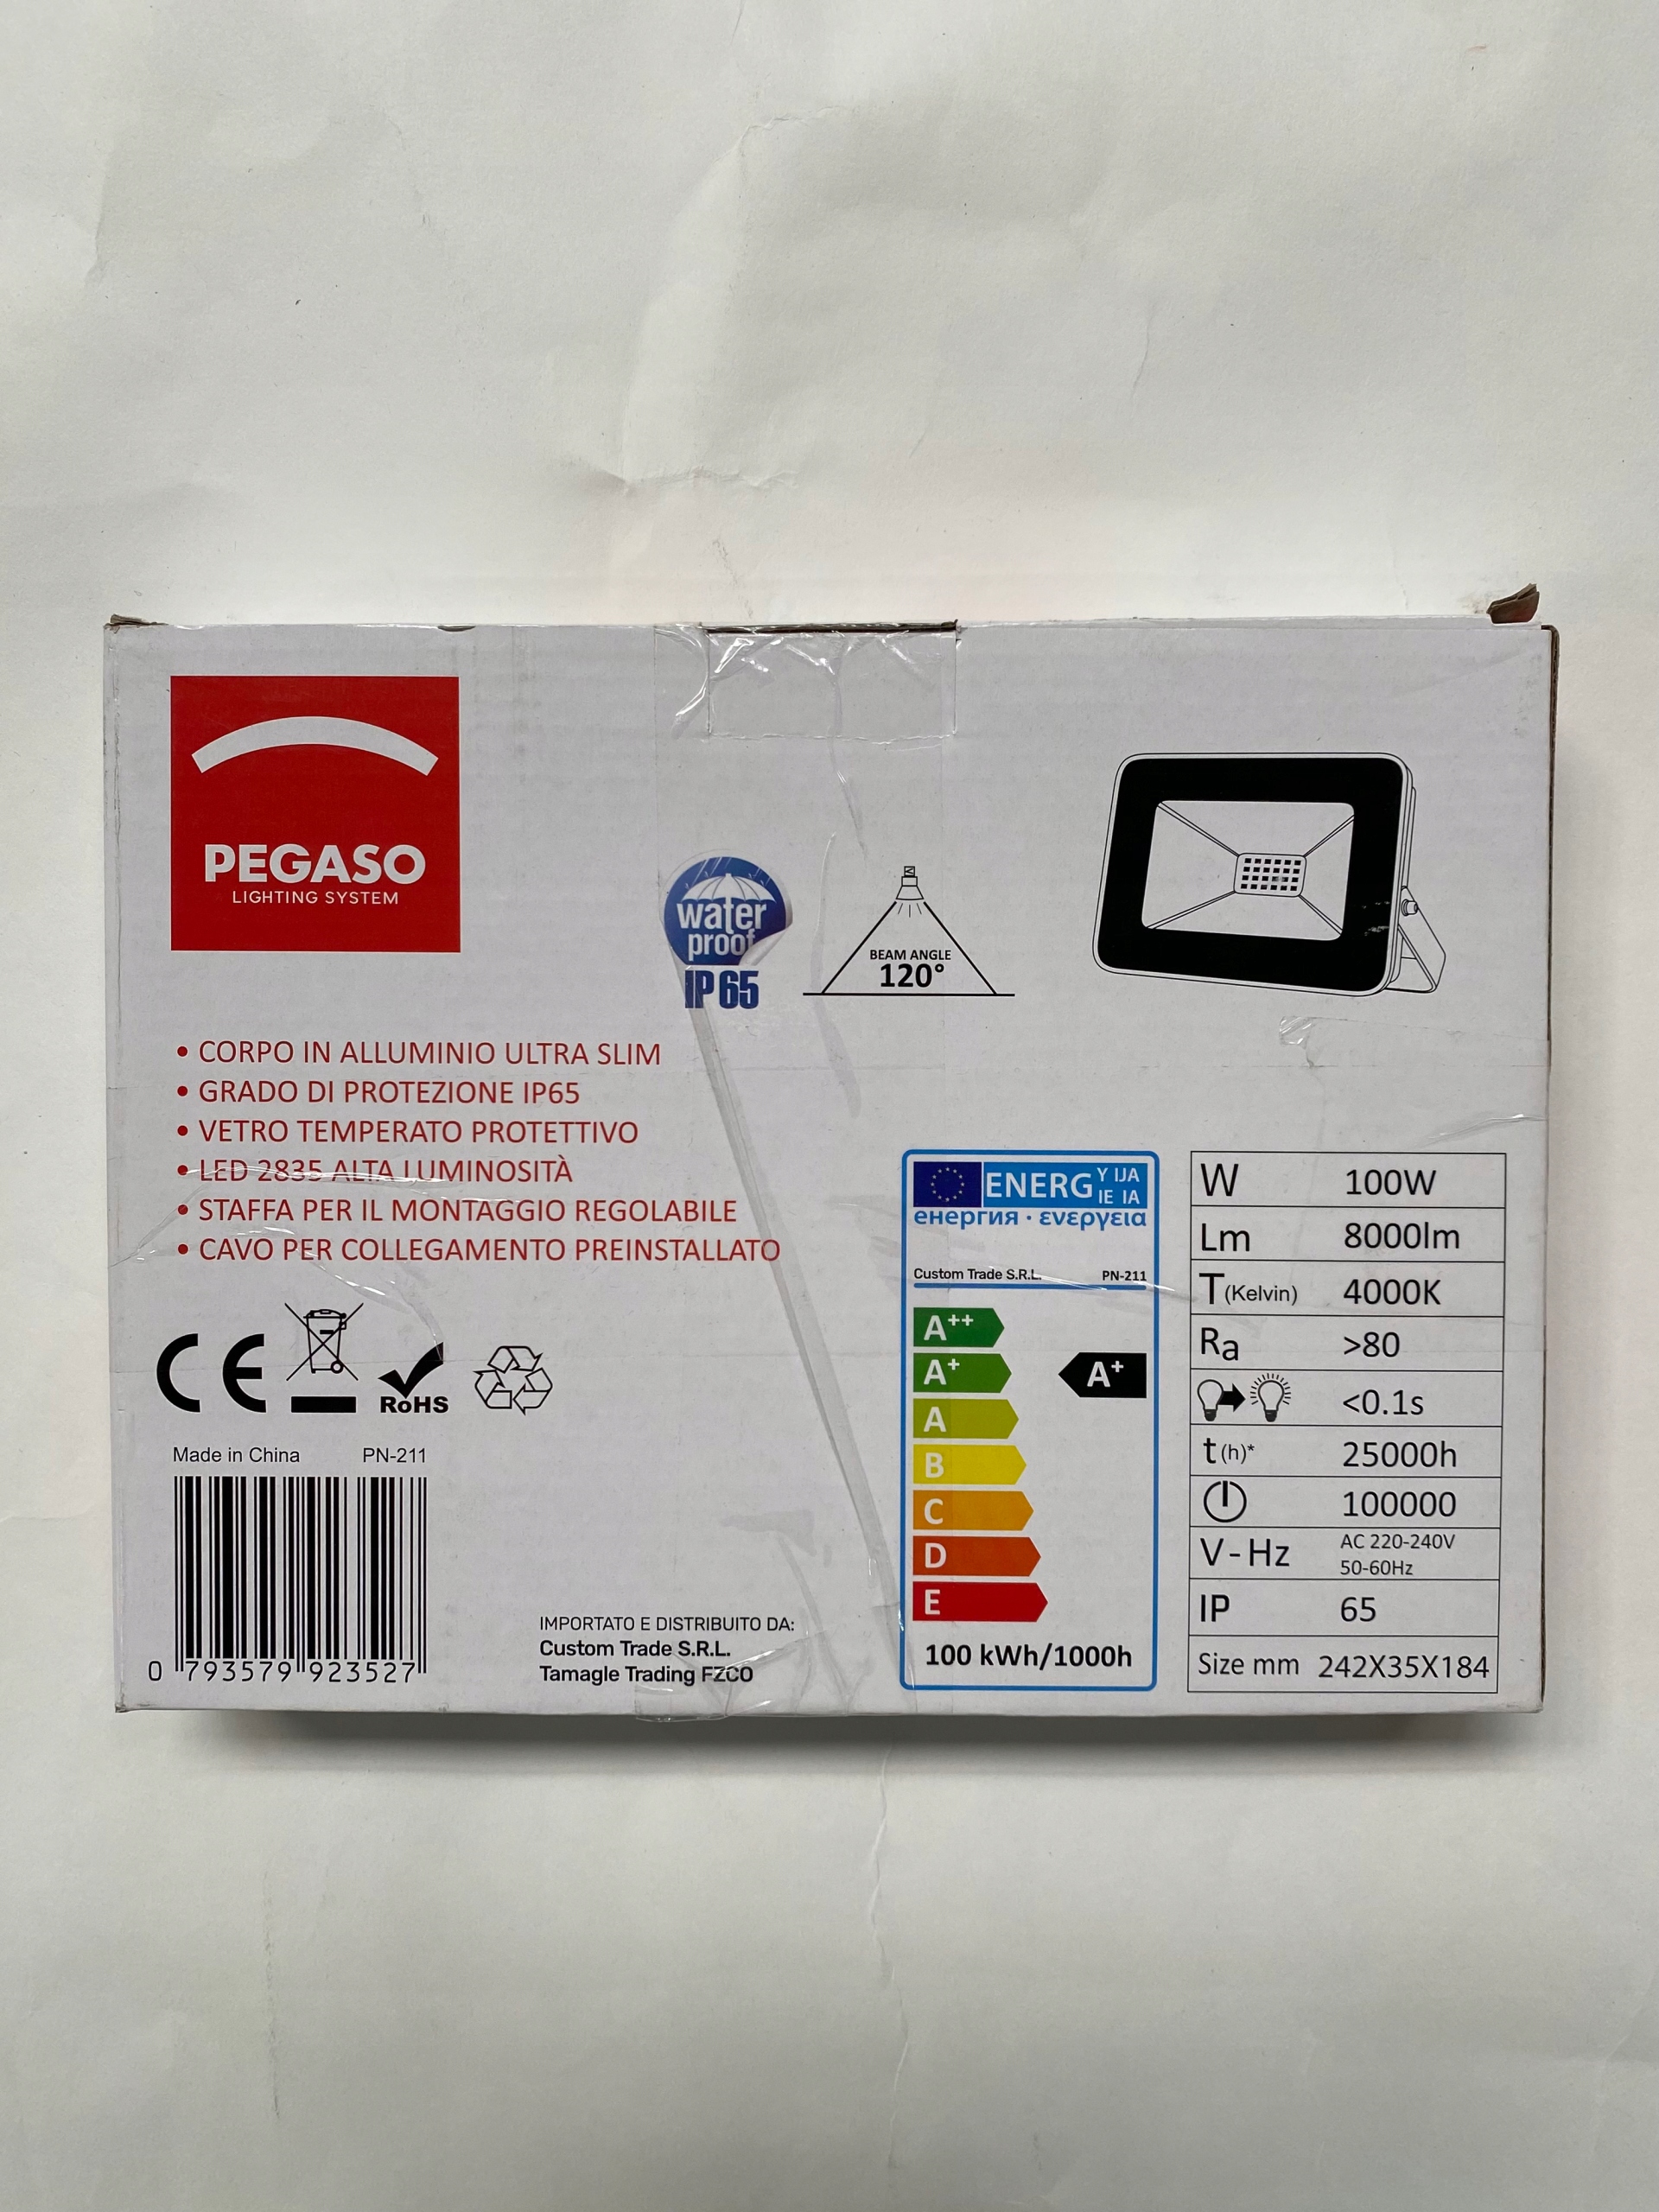 PEGASO
LIGHTING SYSTEM
water
proof
IP 65
BEAM ANGLE
120°
• CORPO IN ALLUMINIO ULTRA SLIM
• GRADO DI PROTEZIONE IP65
• VETRO TEMPERATO PROTETTIVO
• LED 2835 ALTA LUMINOSITÀ
• STAFFA PER IL MONTAGGIO REGOLABILE
• CAVO PER COLLEGAMENTO PREINSTALLATO
CE
RoHS
Made in China PN-211
0 793579 923527
IMPORTATO E DISTRIBUITO DA:
Custom Trade S.R.L.
Tamagle Trading FZCO
ENERG Y IJA
IE IA
енергия · ενεργεια
Custom Trade S.R.L. PN-211
A++
A+ A+
A
B
C
D
E
100 kWh/1000h
W 100W
Lm 8000lm
T (Kelvin) 4000K
Ra >80
<0.1s
t (h)* 25000h
100000
V-Hz AC 220-240V
50-60Hz
IP 65
Size mm 242X35X184